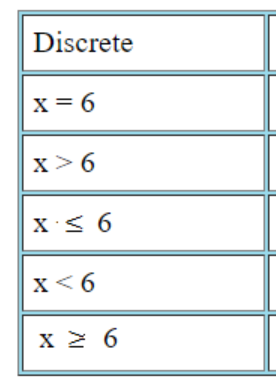 Discrete
x = 6
x > 6
x ≤ 6
x < 6
x ≥ 6